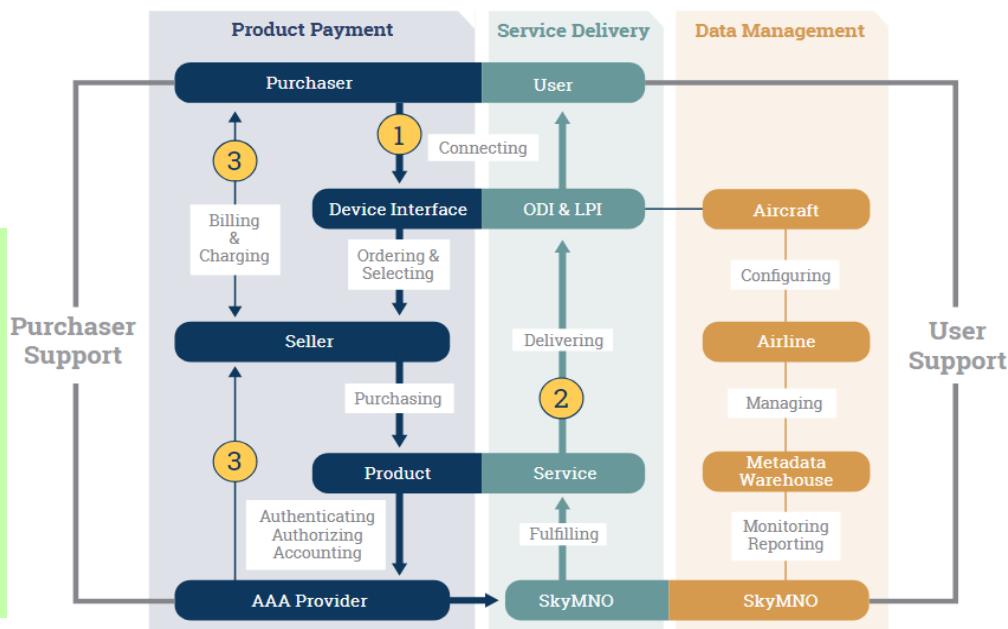 Product Payment
Service Delivery
Data Management
Purchaser
User
1
3
Connecting
Device Interface
ODI & LPI
Aircraft
Billing
&
Charging
Ordering &
Selecting
Configuring
Purchaser
Support
Seller
Delivering
Airline
User
Support
Purchasing
2
Managing
3
Product
Service
Metadata
Warehouse
Authenticating
Authorizing
Accounting
Fulfilling
Monitoring
Reporting
AAA Provider
SkyMNO
SkyMNO